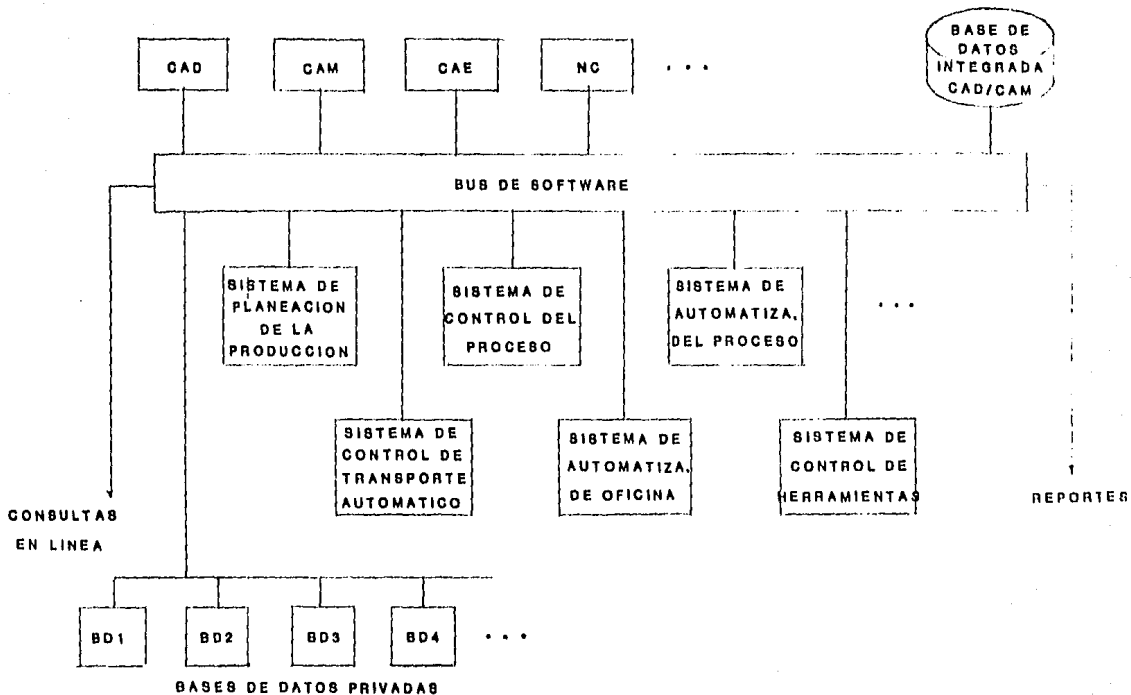 CAD
CAM
CAE
NC
. . .
BASE DE
DATOS
INTEGRADA
CAD/CAM
BUS DE SOFTWARE
SISTEMA DE
PLANEACION
DE LA
PRODUCCION
SISTEMA DE
CONTROL DEL
PROCESO
SISTEMA DE
AUTOMATIZA.
DEL PROCESO
. . .
SISTEMA DE
CONTROL DE
TRANSPORTE
AUTOMATICO
SISTEMA DE
AUTOMATIZA.
DE OFICINA
SISTEMA DE
CONTROL DE
HERRAMIENTAS
CONSULTAS
EN LINEA
REPORTES
BD1
BD2
BD3
BD4
. . .
BASES DE DATOS PRIVADAS